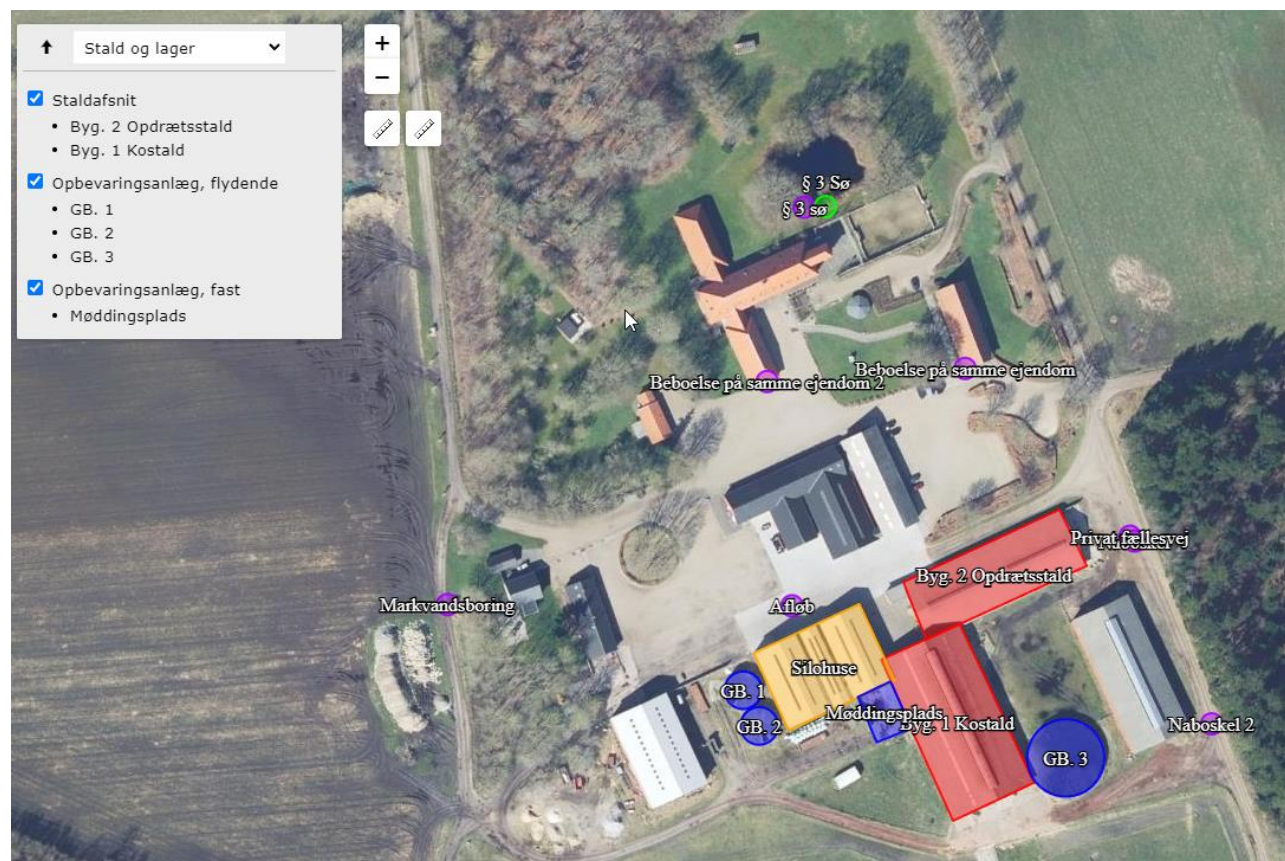 Stald og lager
+
−
Staldafsnit
• Byg. 2 Opdrætsstald
• Byg. 1 Kostald
Opbevaringsanlæg, flydende
• GB. 1
• GB. 2
• GB. 3
Opbevaringsanlæg, fast
• Møddingsplads
§ 3 Sø
§ 3 sø
Beboelse på samme ejendom 2
Beboelse på samme ejendom
Privat fællesvej
Naboskel
Byg. 2 Opdrætsstald
Markvandsboring
Afløb
Silohuse
GB. 1
Møddingsplads
Byg. 1 Kostald
GB. 2
Naboskel 2
GB. 3